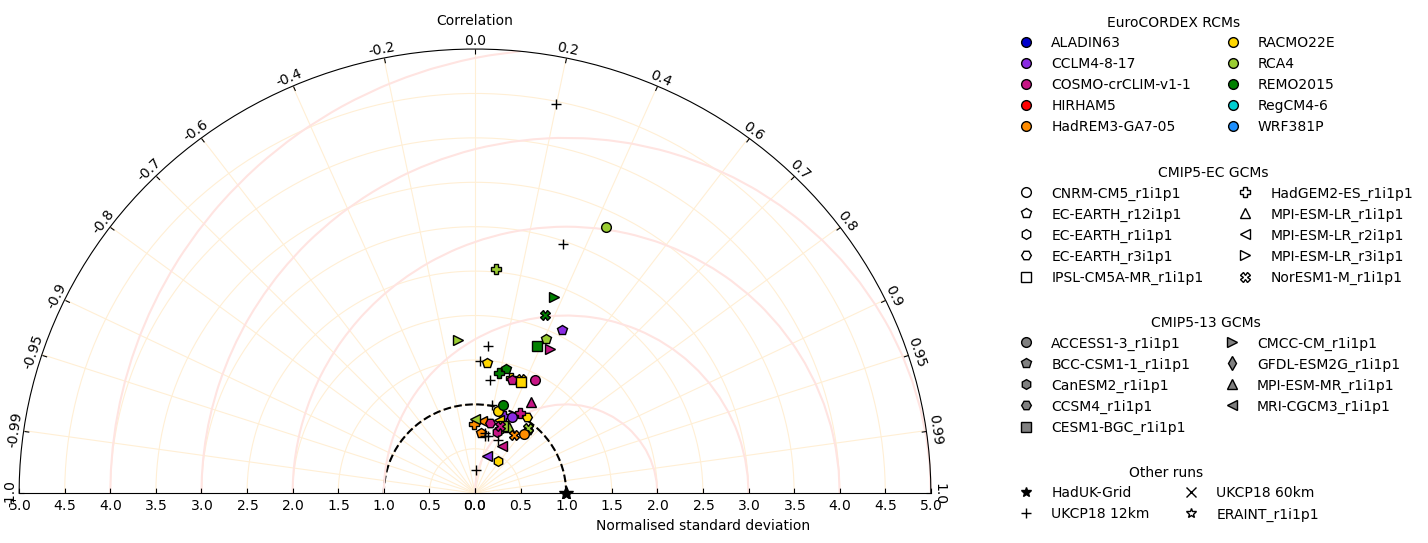 Correlation
-0.2 0.0 0.2
-0.4 0.4
-0.6 0.6
-0.7 0.7
-0.8 0.8
-0.9 0.9
-0.95 0.95
-0.99 0.99
-1.0 1.0
5.0 4.5 4.0 3.5 3.0 2.5 2.0 1.5 1.0 0.5 0.0 0.5 1.0 1.5 2.0 2.5 3.0 3.5 4.0 4.5 5.0
Normalised standard deviation
EuroCORDEX RCMs
ALADIN63 RACMO22E
CCLM4-8-17 RCA4
COSMO-crCLIM-v1-1 REMO2015
HIRHAM5 RegCM4-6
HadREM3-GA7-05 WRF381P
CMIP5-EC GCMs
CNRM-CM5_r1i1p1 HadGEM2-ES_r1i1p1
EC-EARTH_r12i1p1 MPI-ESM-LR_r1i1p1
EC-EARTH_r1i1p1 MPI-ESM-LR_r2i1p1
EC-EARTH_r3i1p1 MPI-ESM-LR_r3i1p1
IPSL-CM5A-MR_r1i1p1 NorESM1-M_r1i1p1
CMIP5-13 GCMs
ACCESS1-3_r1i1p1 CMCC-CM_r1i1p1
BCC-CSM1-1_r1i1p1 GFDL-ESM2G_r1i1p1
CanESM2_r1i1p1 MPI-ESM-MR_r1i1p1
CCSM4_r1i1p1 MRI-CGCM3_r1i1p1
CESM1-BGC_r1i1p1
Other runs
HadUK-Grid UKCP18 60km
UKCP18 12km ERAINT_r1i1p1